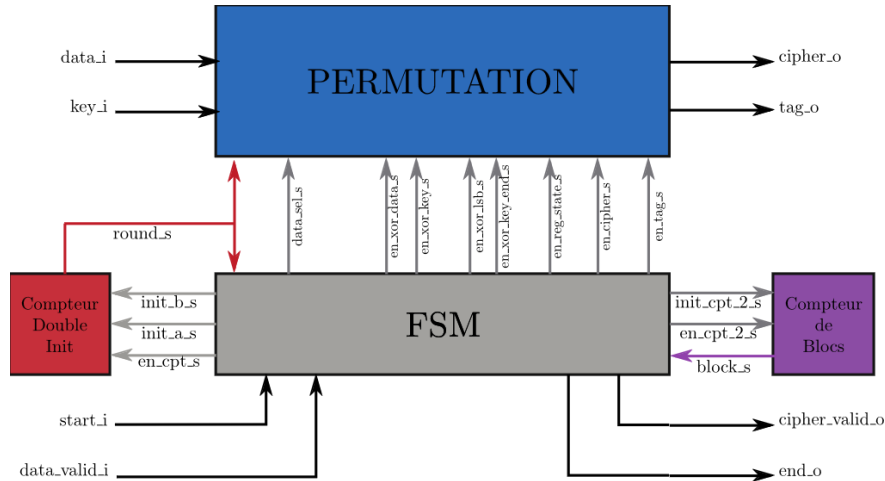 data_i
cipher_o
PERMUTATION
key_i
tag_o
data_sel_s
en_xor_data_s
en_xor_key_s
en_xor_lsb_s
en_xor_key_end_s
en_reg_state_s
en_cipher_s
en_tag_s
round_s
Compteur
Double
Init
init_b_s
init_a_s
en_cpt_s
FSM
init_cpt_2_s
en_cpt_2_s
block_s
Compteur
de
Blocs
start_i
cipher_valid_o
data_valid_i
end_o